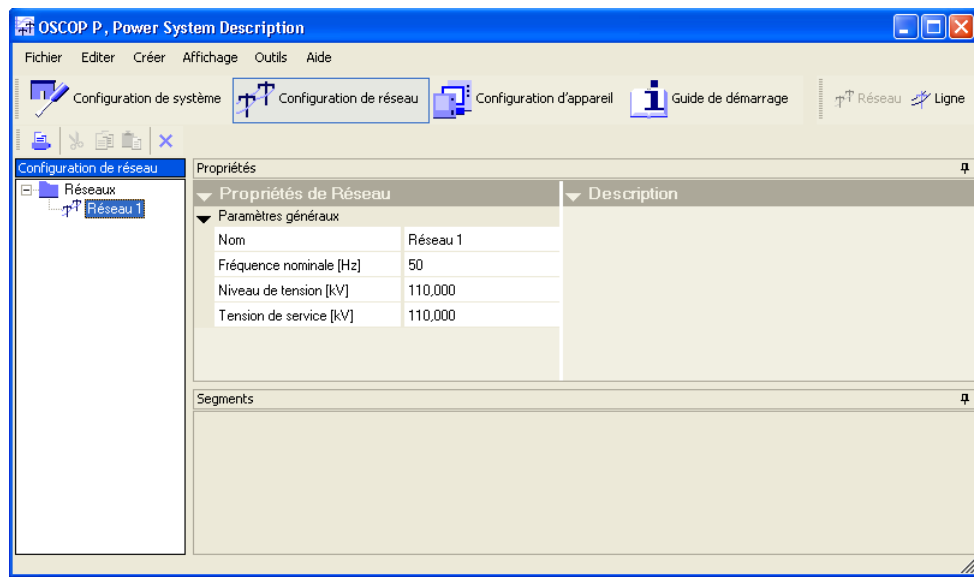 OSCOP P, Power System Description
Fichier Editer Créer Affichage Outils Aide
Configuration de système Configuration de réseau Configuration d'appareil Guide de démarrage Réseau Ligne
Configuration de réseau Propriétés
Réseaux
Réseau 1
Propriétés de Réseau Description
Paramètres généraux
Nom Réseau 1
Fréquence nominale [Hz] 50
Niveau de tension [kV] 110,000
Tension de service [kV] 110,000
Segments